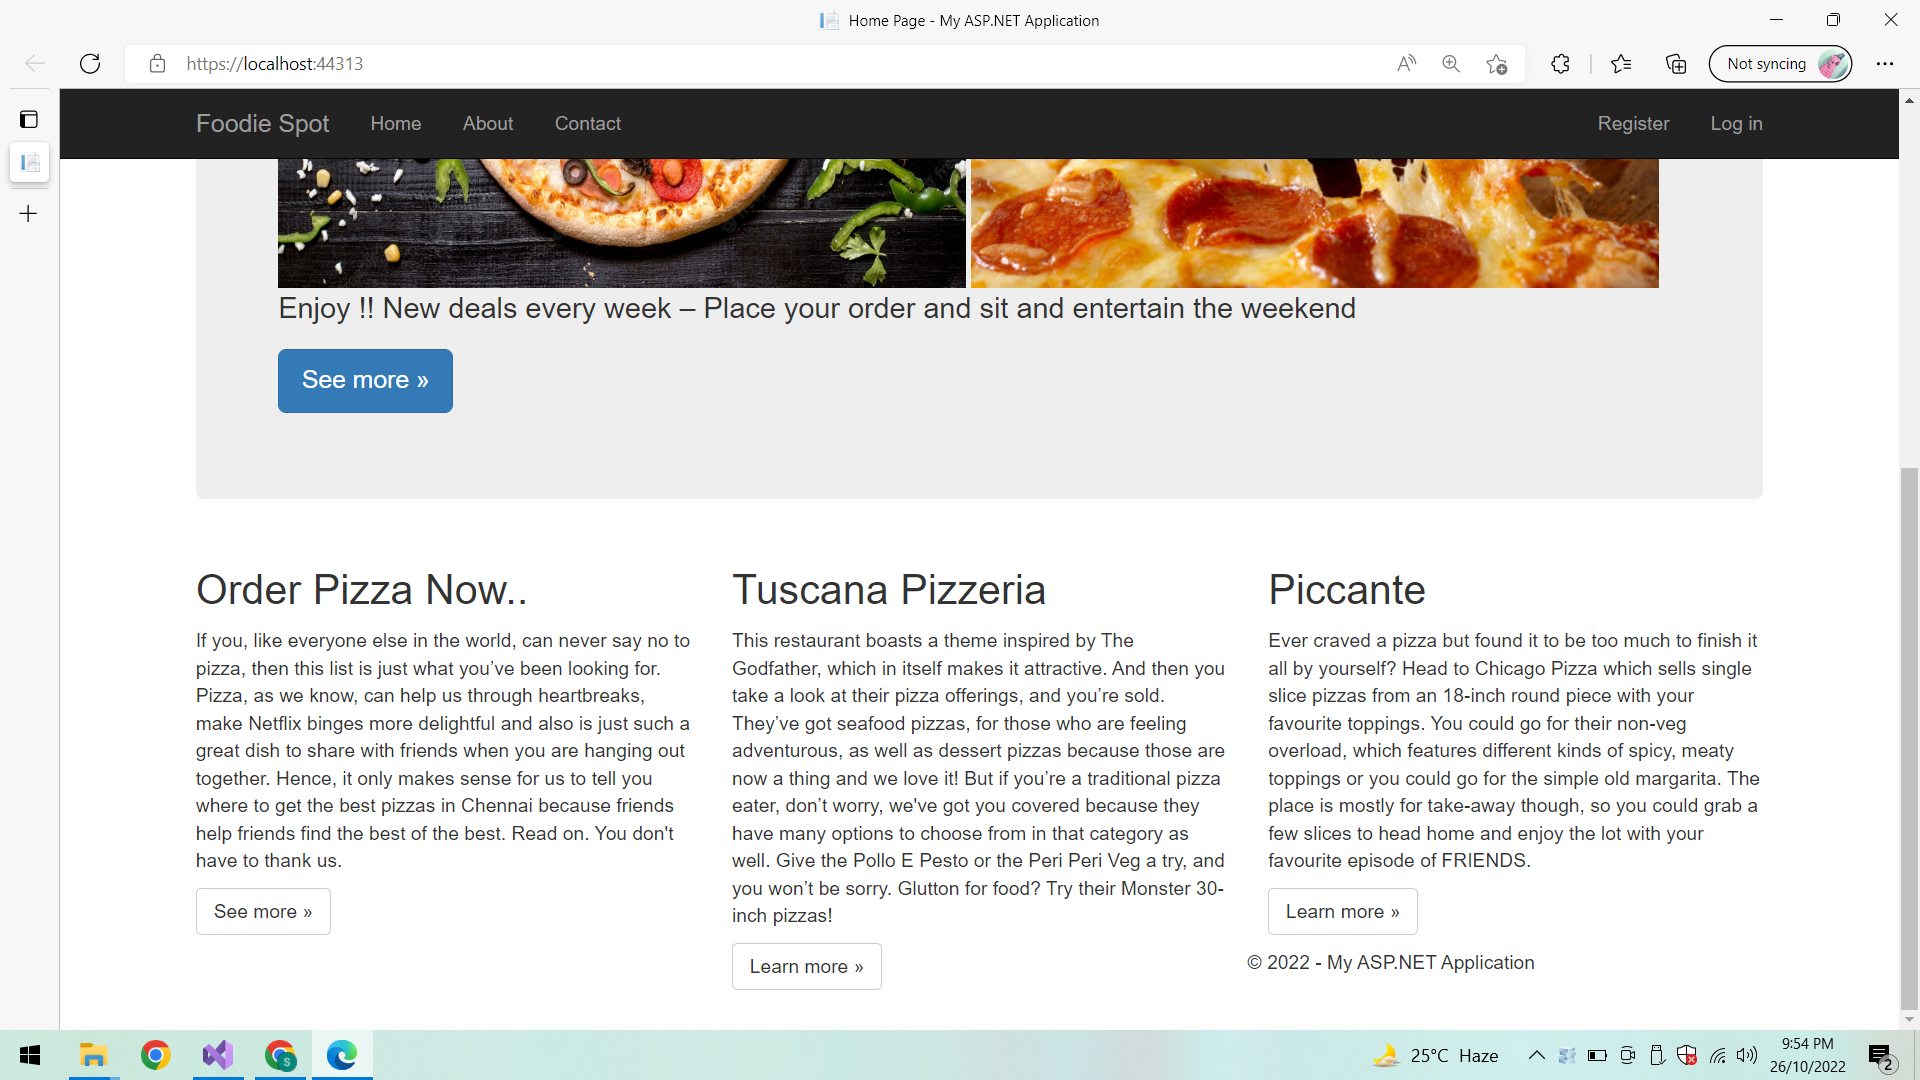 Home Page - My ASP.NET Application
https://localhost:44313
Not syncing
Foodie Spot
Home
About
Contact
Register
Log in
Enjoy !! New deals every week – Place your order and sit and entertain the weekend
See more »
Order Pizza Now..
If you, like everyone else in the world, can never say no to
pizza, then this list is just what you’ve been looking for.
Pizza, as we know, can help us through heartbreaks,
make Netflix binges more delightful and also is just such a
great dish to share with friends when you are hanging out
together. Hence, it only makes sense for us to tell you
where to get the best pizzas in Chennai because friends
help friends find the best of the best. Read on. You don't
have to thank us.
See more »
Tuscana Pizzeria
This restaurant boasts a theme inspired by The
Godfather, which in itself makes it attractive. And then you
take a look at their pizza offerings, and you’re sold.
They’ve got seafood pizzas, for those who are feeling
adventurous, as well as dessert pizzas because those are
now a thing and we love it! But if you’re a traditional pizza
eater, don’t worry, we've got you covered because they
have many options to choose from in that category as
well. Give the Pollo E Pesto or the Peri Peri Veg a try, and
you won’t be sorry. Glutton for food? Try their Monster 30-
inch pizzas!
Learn more »
Piccante
Ever craved a pizza but found it to be too much to finish it
all by yourself? Head to Chicago Pizza which sells single
slice pizzas from an 18-inch round piece with your
favourite toppings. You could go for their non-veg
overload, which features different kinds of spicy, meaty
toppings or you could go for the simple old margarita. The
place is mostly for take-away though, so you could grab a
few slices to head home and enjoy the lot with your
favourite episode of FRIENDS.
Learn more »
© 2022 - My ASP.NET Application
25°C Haze
9:54 PM
26/10/2022
2